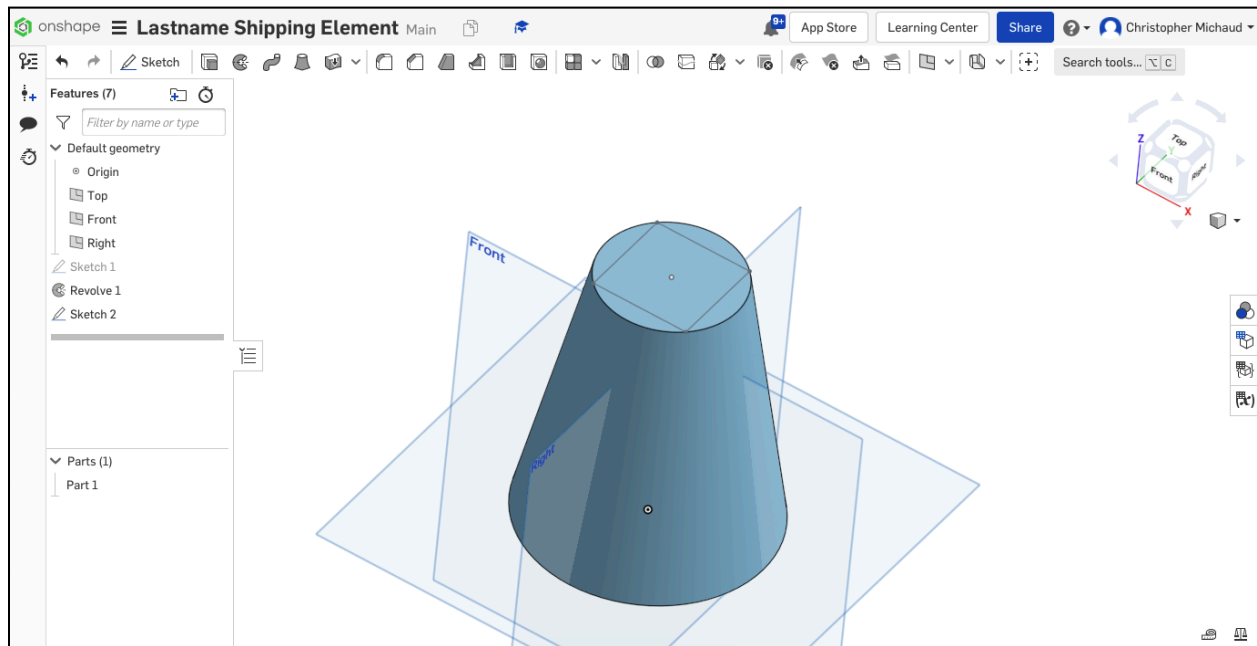 onshape Lastname Shipping Element Main 9+ App Store Learning Center Share Christopher Michaud
Sketch Search tools... ⌥ C
Features (7)
Filter by name or type
Default geometry
Origin
Top
Front
Right
Sketch 1
Revolve 1
Sketch 2
Parts (1)
Part 1
Front
Right
Top
Front
Right
Z
Y
X
(x)